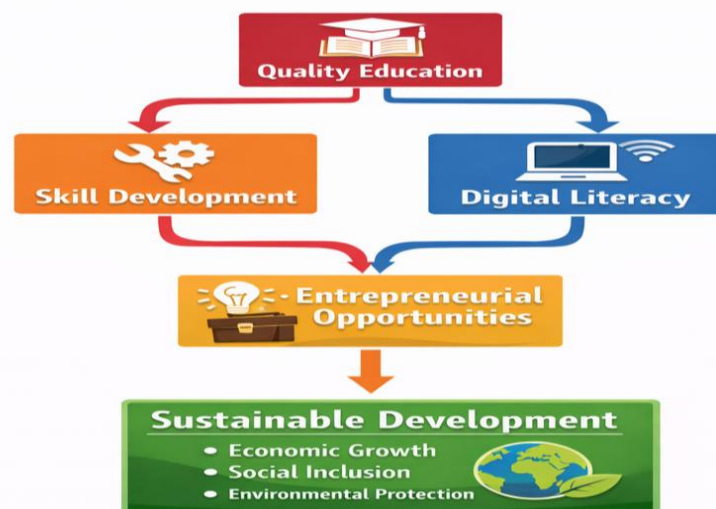 Quality Education
Skill Development
Digital Literacy
Entrepreneurial
Opportunities
Sustainable Development
• Economic Growth
• Social Inclusion
• Environmental Protection